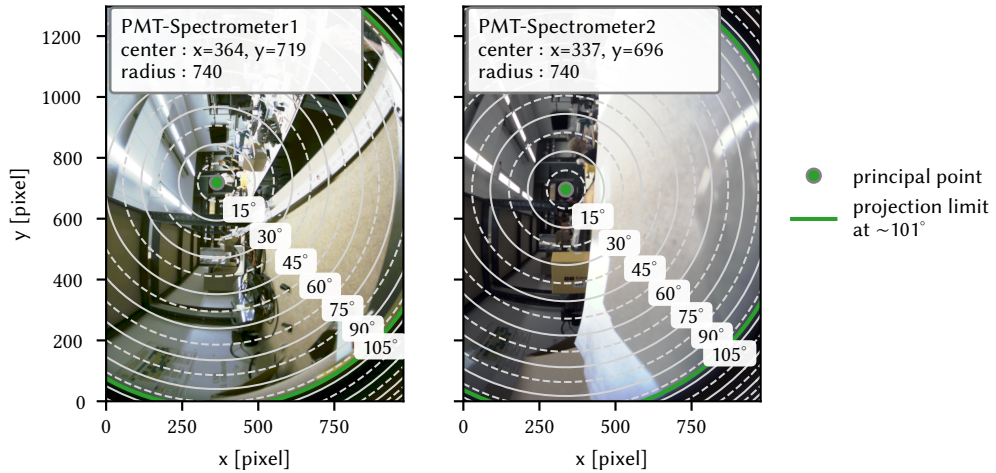 PMT-Spectrometer1
center : x=364, y=719
radius : 740
15°
30°
45°
60°
75°
90°
105°
0
200
400
600
800
1000
1200
y [pixel]
0
250
500
750
x [pixel]
PMT-Spectrometer2
center : x=337, y=696
radius : 740
15°
30°
45°
60°
75°
90°
105°
0
250
500
750
x [pixel]
principal point
projection limit
at ~101°